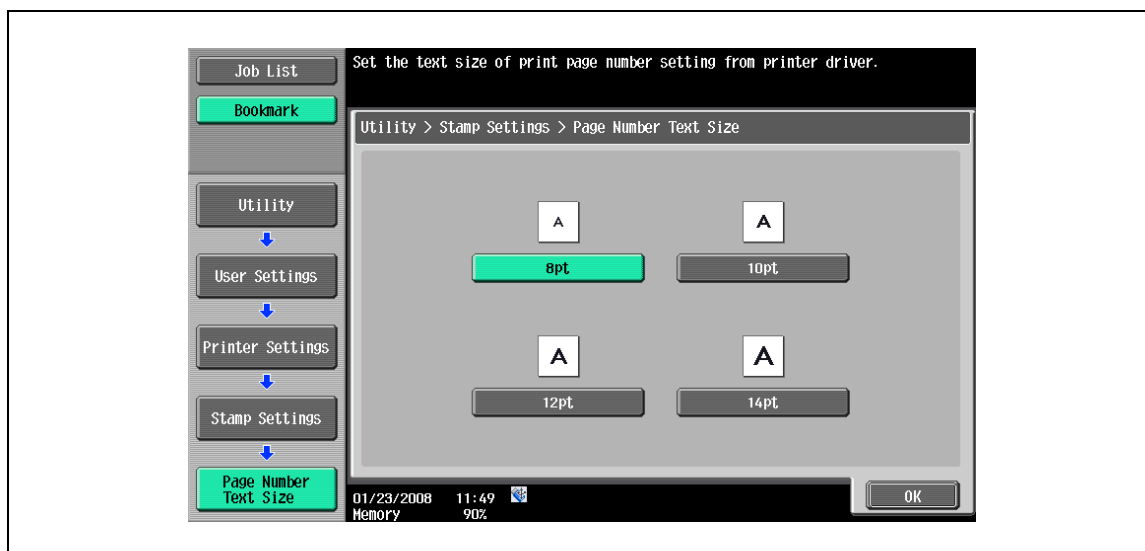 Job List
Bookmark
Utility
User Settings
Printer Settings
Stamp Settings
Page Number
Text Size
Set the text size of print page number setting from printer driver.
Utility > Stamp Settings > Page Number Text Size
A
A
8pt
10pt
A
A
12pt
14pt
01/23/2008 11:49
Memory 90%
OK